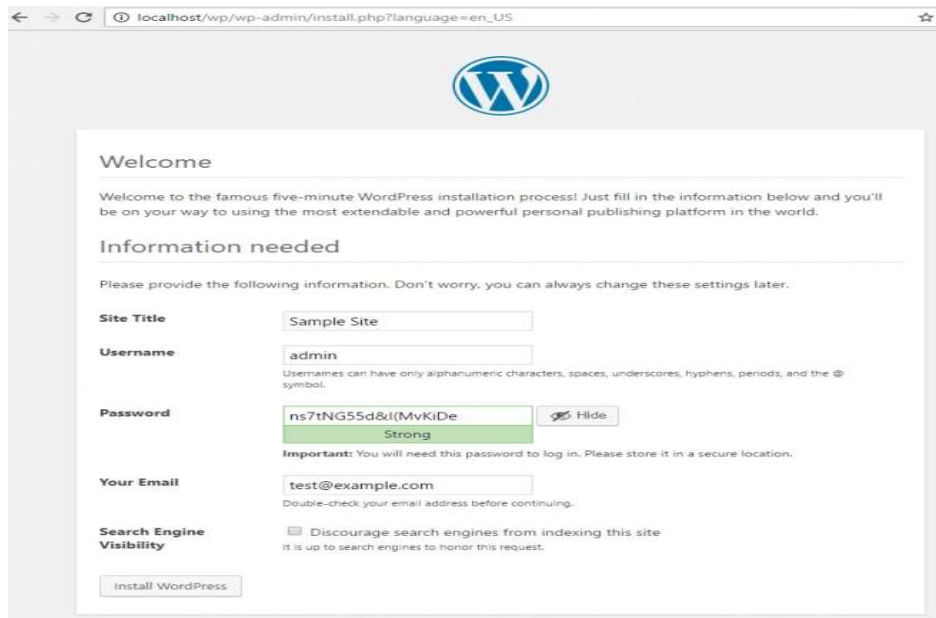 localhost/wp/wp-admin/install.php?language=en_US
W
Welcome
Welcome to the famous five-minute WordPress installation process! Just fill in the information below and you'll
be on your way to using the most extendable and powerful personal publishing platform in the world.
Information needed
Please provide the following information. Don't worry, you can always change these settings later.
Site Title
Sample Site
Username
admin
Usernames can have only alphanumeric characters, spaces, underscores, hyphens, periods, and the @
symbol.
Password
Hide
Strong
Important: You will need this password to log in. Please store it in a secure location.
Your Email
test@example.com
Double-check your email address before continuing.
Search Engine
Visibility
Discourage search engines from indexing this site
It is up to search engines to honor this request.
Install WordPress